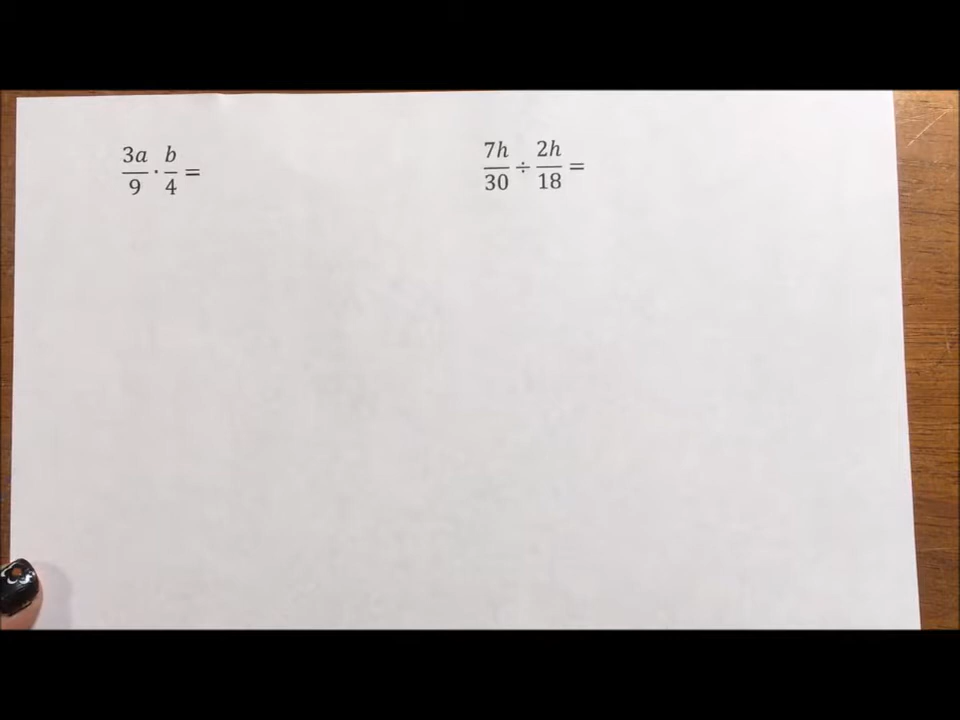 3a/9 · b/4 =
7h/30 ÷ 2h/18 =